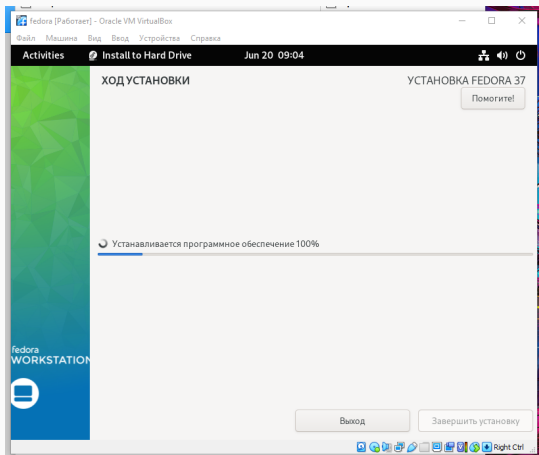 fedora [Работает] - Oracle VM VirtualBox
Файл Машина Вид Ввод Устройства Справка
Activities Install to Hard Drive Jun 20 09:04
ХОД УСТАНОВКИ УСТАНОВКА FEDORA 37
Помогите!
Устанавливается программное обеспечение 100%
fedora
WORKSTATION
Выход Завершить установку
Right Ctrl